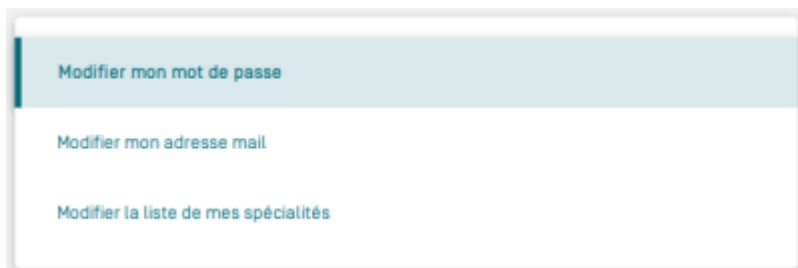 Modifier mon mot de passe
Modifier mon adresse mail
Modifier la liste de mes spécialités